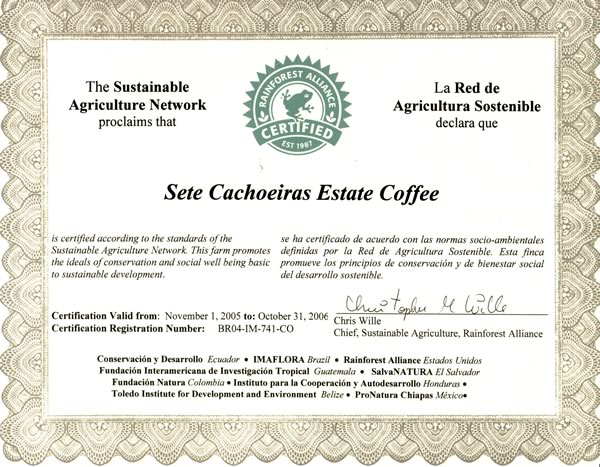 The Sustainable
Agriculture Network
proclaims that
RAINFOREST ALLIANCE
CERTIFIED
EST 1987
La Red de
Agricultura Sostenible
declara que
Sete Cachoeiras Estate Coffee
is certified according to the standards of the
Sustainable Agriculture Network. This farm promotes
the ideals of conservation and social well being basic
to sustainable development.
se ha certificado de acuerdo con las normas socio-ambientales
definidas por la Red de Agricultura Sostenible. Esta finca
promueve los principios de conservación y de bienestar social
del desarrollo sostenible.
Certification Valid from: November 1, 2005 to: October 31, 2006
Certification Registration Number: BR04-IM-741-CO
Christopher M Wille
Chris Wille
Chief, Sustainable Agriculture, Rainforest Alliance
Conservación y Desarrollo Ecuador • IMAFLORA Brazil • Rainforest Alliance Estados Unidos
Fundación Interamericana de Investigación Tropical Guatemala • SalvaNATURA El Salvador
Fundación Natura Colombia • Instituto para la Cooperación y Autodesarrollo Honduras •
Toledo Institute for Development and Environment Belize • ProNatura Chiapas México•